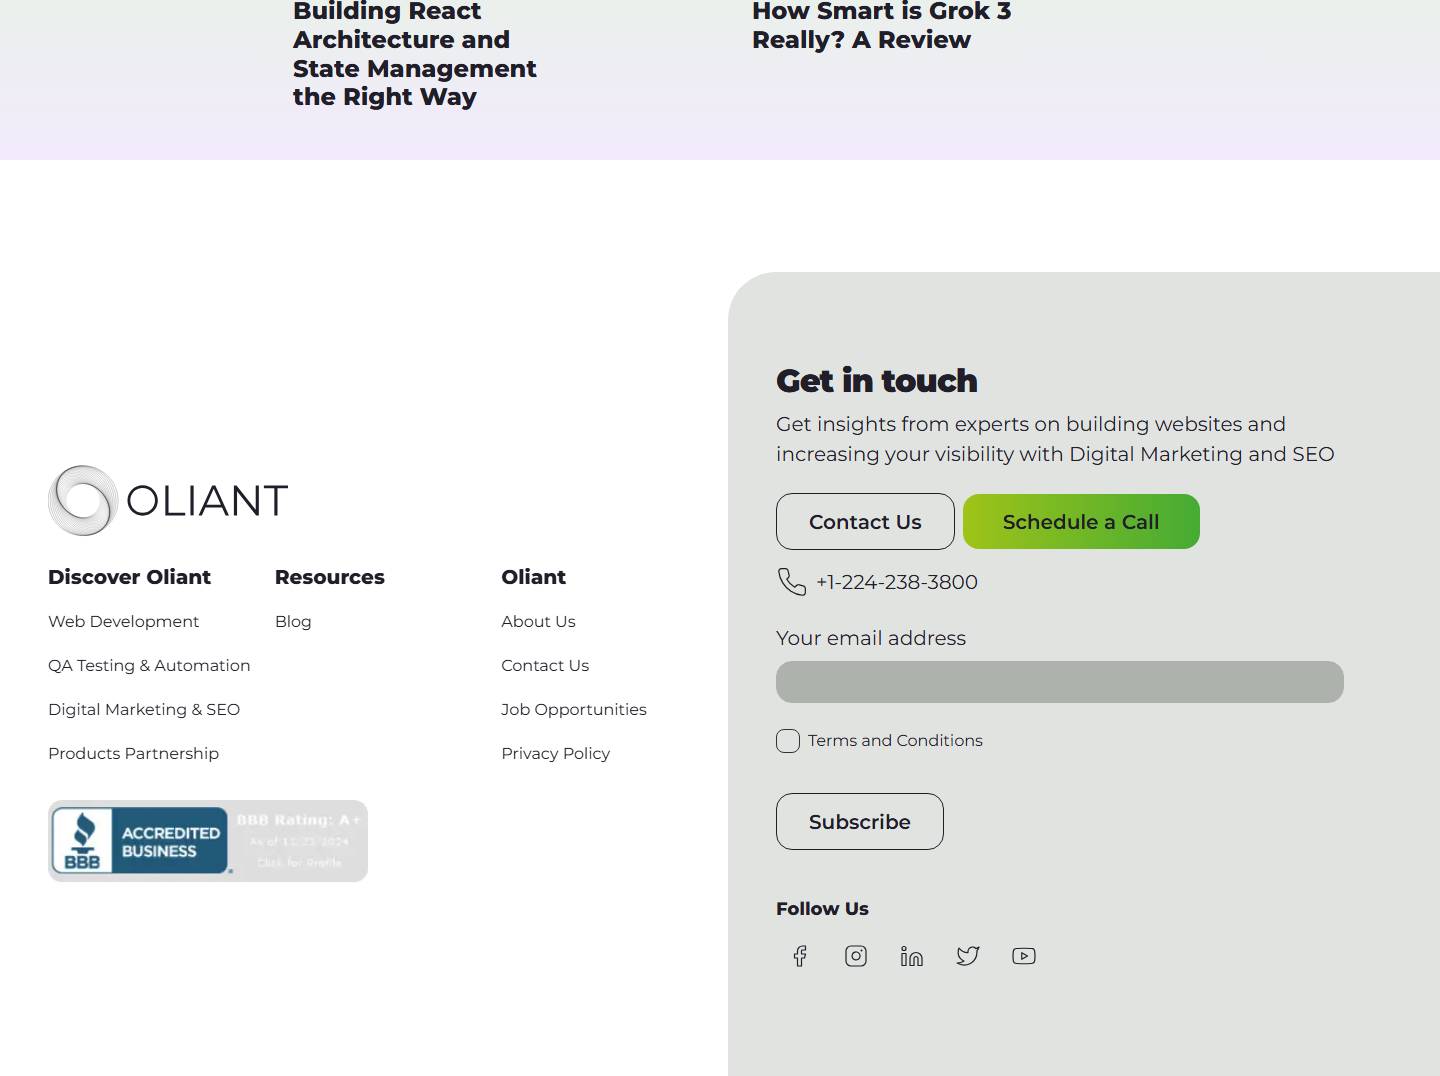 Building React
Architecture and
State Management
the Right Way
How Smart is Grok 3
Really? A Review
OLIANT
Discover Oliant
Web Development
QA Testing & Automation
Digital Marketing & SEO
Products Partnership
Resources
Blog
Oliant
About Us
Contact Us
Job Opportunities
Privacy Policy
BBB
ACCREDITED
BUSINESS
BBB Rating: A+
Click for Profile
Get in touch
Get insights from experts on building websites and
increasing your visibility with Digital Marketing and SEO
Contact Us
Schedule a Call
+1-224-238-3800
Your email address
Terms and Conditions
Subscribe
Follow Us